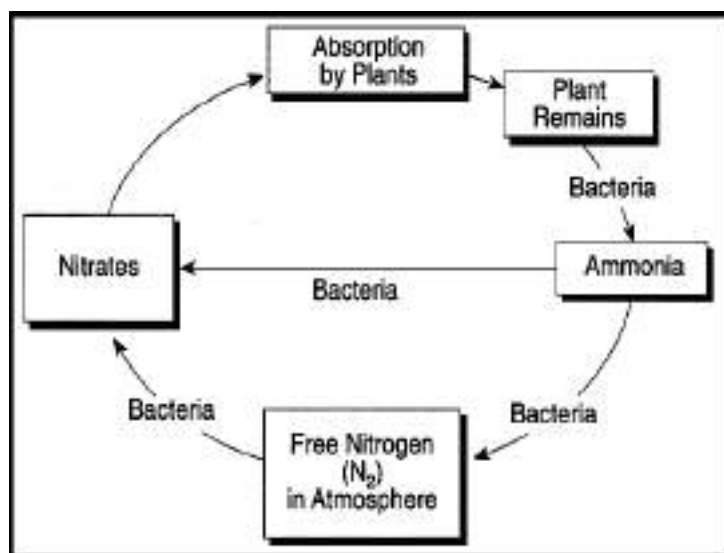 Absorption
by Plants
Plant
Remains
Bacteria
Nitrates
Ammonia
Bacteria
Bacteria
Bacteria
Free Nitrogen
(N₂)
in Atmosphere